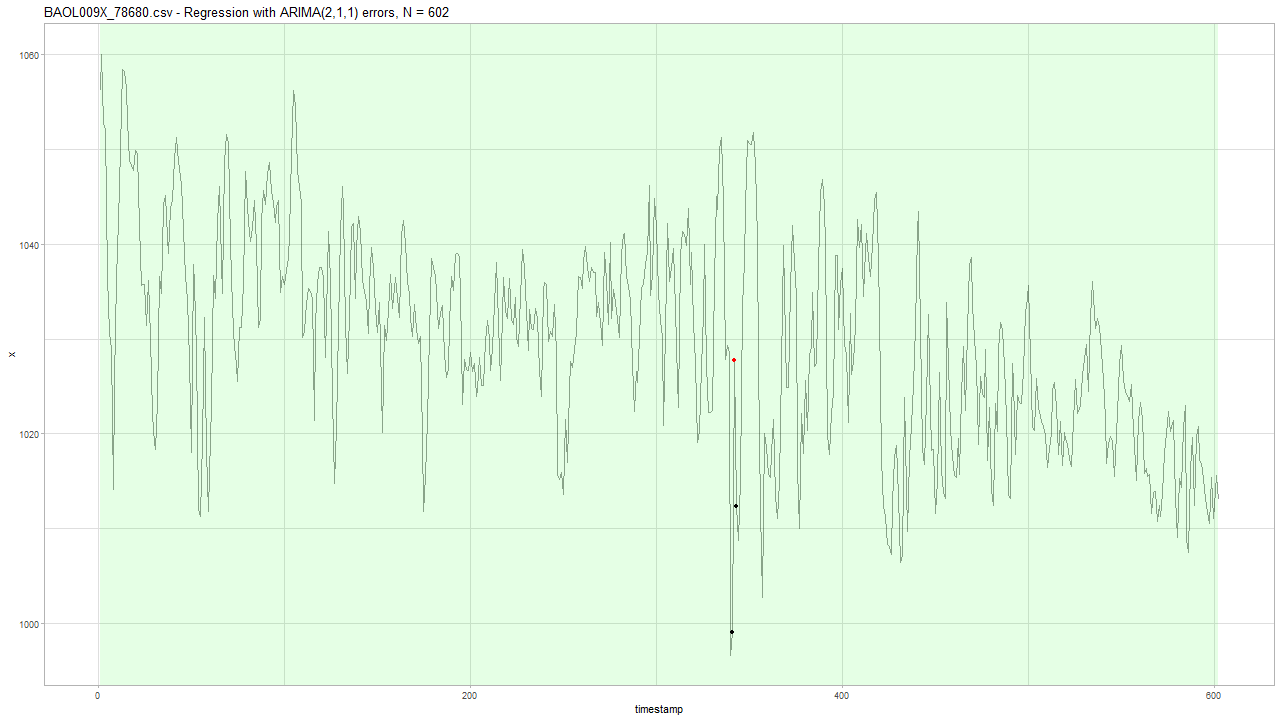 BAOL009X_78680.csv - Regression with ARIMA(2,1,1) errors, N = 602
1060
1040
x
1020
1000
0
200
400
600
timestamp